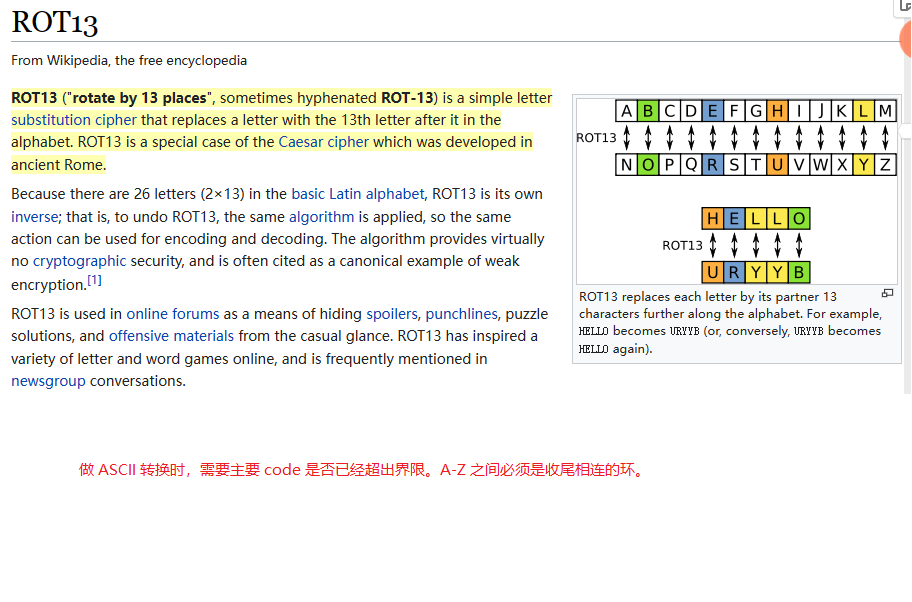 ROT13
From Wikipedia, the free encyclopedia
ROT13 ("rotate by 13 places", sometimes hyphenated ROT-13) is a simple letter
substitution cipher that replaces a letter with the 13th letter after it in the
alphabet. ROT13 is a special case of the Caesar cipher which was developed in
ancient Rome.
Because there are 26 letters (2×13) in the basic Latin alphabet, ROT13 is its own
inverse; that is, to undo ROT13, the same algorithm is applied, so the same
action can be used for encoding and decoding. The algorithm provides virtually
no cryptographic security, and is often cited as a canonical example of weak
encryption.[1]
ROT13 is used in online forums as a means of hiding spoilers, punchlines, puzzle
solutions, and offensive materials from the casual glance. ROT13 has inspired a
variety of letter and word games online, and is frequently mentioned in
newsgroup conversations.
A B C D E F G H I J K L M
ROT13
N O P Q R S T U V W X Y Z
H E L L O
ROT13
U R Y Y B
ROT13 replaces each letter by its partner 13
characters further along the alphabet. For example,
HELLO becomes URYYB (or, conversely, URYYB becomes
HELLO again).
做 ASCII 转换时，需要主要 code 是否已经超出界限。A-Z 之间必须是收尾相连的环。